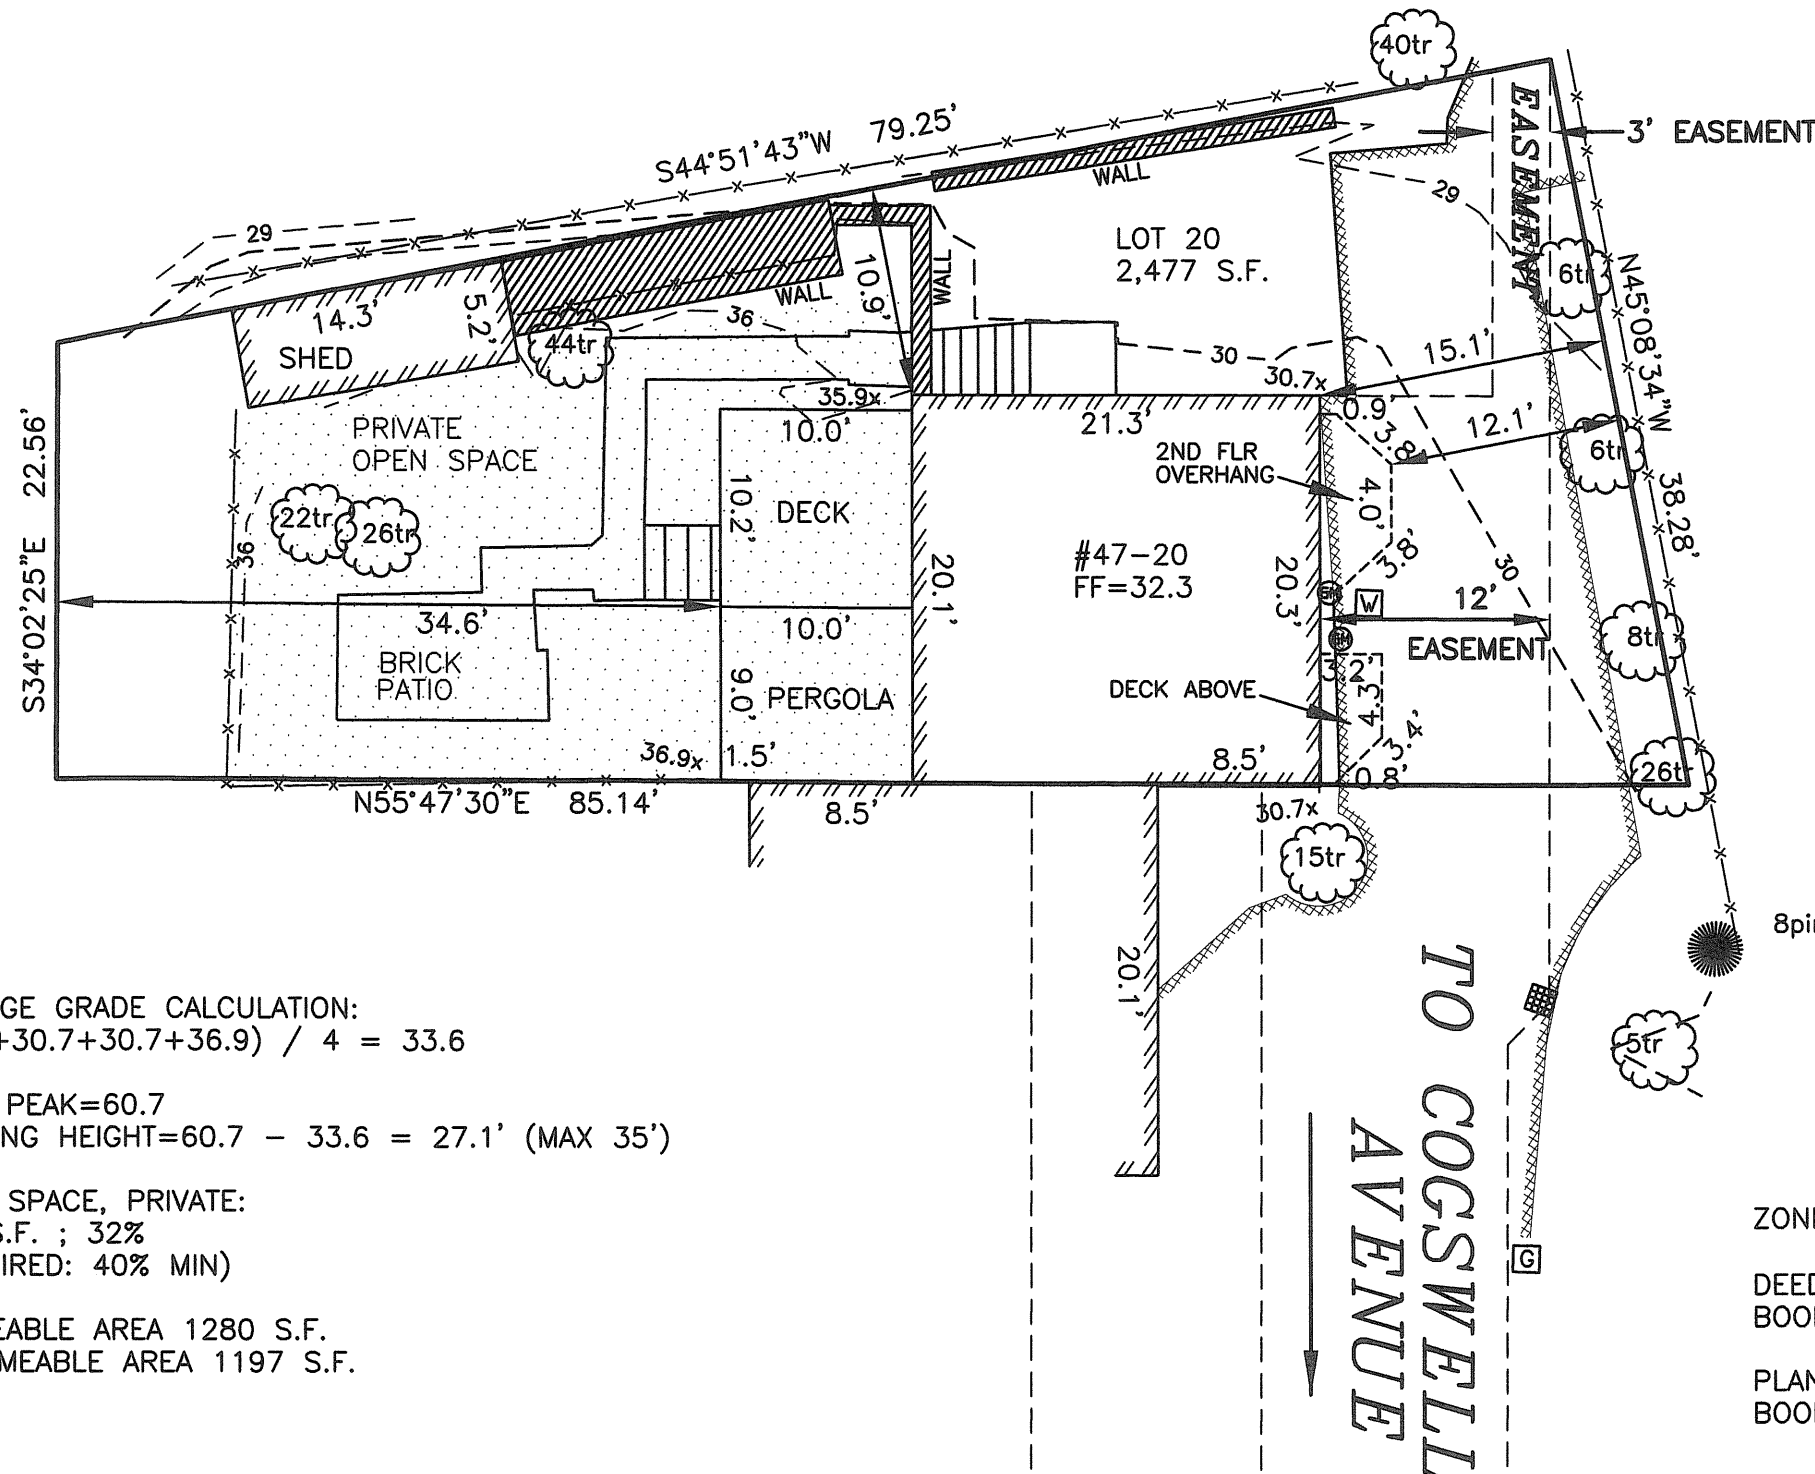 40tr
EASEMENT
3' EASEMENT
S44°51'43"W 79.25'
WALL
29
29
LOT 20
2,477 S.F.
6tr
N45°08'34"W 38.28'
10.9'
WALL
WALL
36
14.3'
5.2'
SHED
44tr
30
15.1'
30.7x
35.9x
0.9'
3.8'
12.1'
6tr
S34°02'25"E 22.56'
PRIVATE
OPEN SPACE
10.0'
21.3'
2ND FLR
OVERHANG
4.0'
10.2'
DECK
22tr
26tr
36
3.8'
#47-20
FF=32.3
20.1'
20.3'
30
GM
W
12'
EASEMENT
GM
8tr
34.6'
10.0'
BRICK
PATIO
9.0'
PERGOLA
3.2'
4.3'
DECK ABOVE
3.4'
36.9x
1.5'
8.5'
0.8'
26tr
N55°47'30"E 85.14'
8.5'
30.7x
15tr
20.1'
5tr
TO COGSWELL
AVENUE
G
GE GRADE CALCULATION:
+30.7+30.7+36.9) / 4 = 33.6
PEAK=60.7
NG HEIGHT=60.7 - 33.6 = 27.1' (MAX 35')
SPACE, PRIVATE:
S.F. ; 32%
IRED: 40% MIN)
EABLE AREA 1280 S.F.
MEABLE AREA 1197 S.F.
8pi
ZON
DEED
BOO
PLAN
BOO